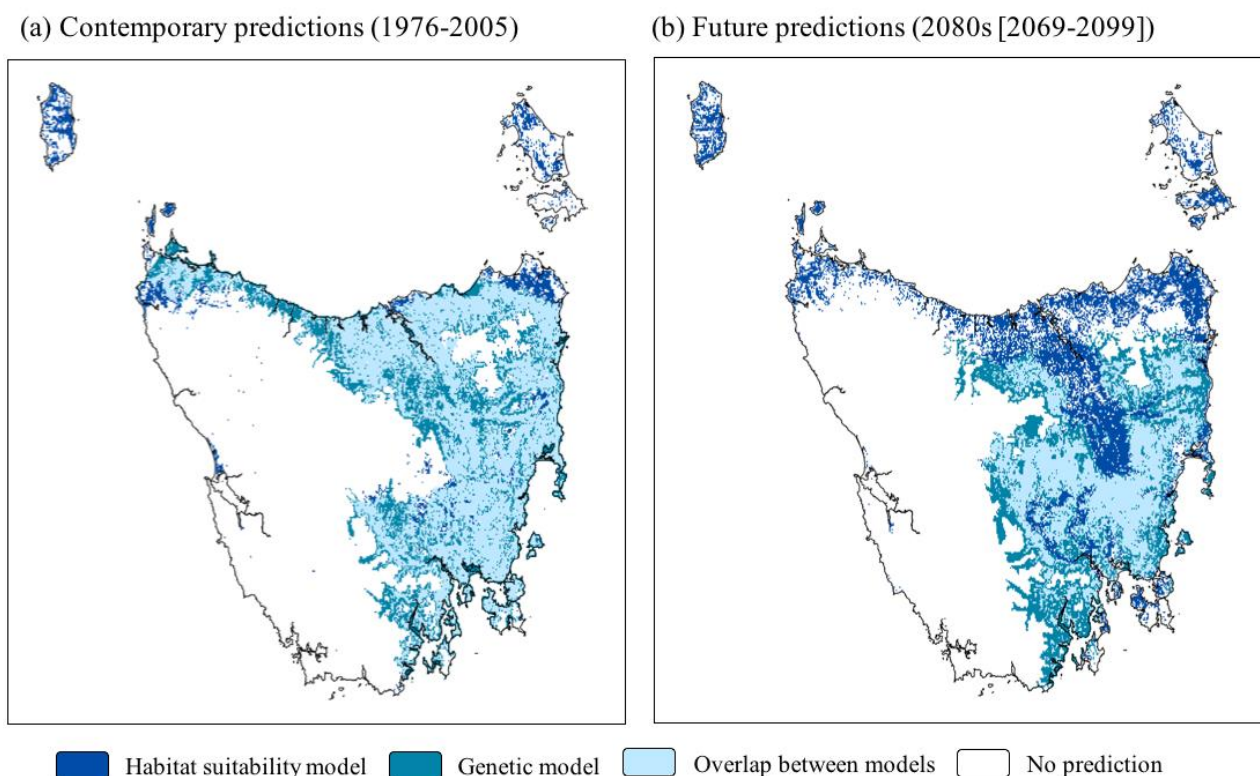 (a) Contemporary predictions (1976-2005)
(b) Future predictions (2080s [2069-2099])
Habitat suitability model
Genetic model
Overlap between models
No prediction